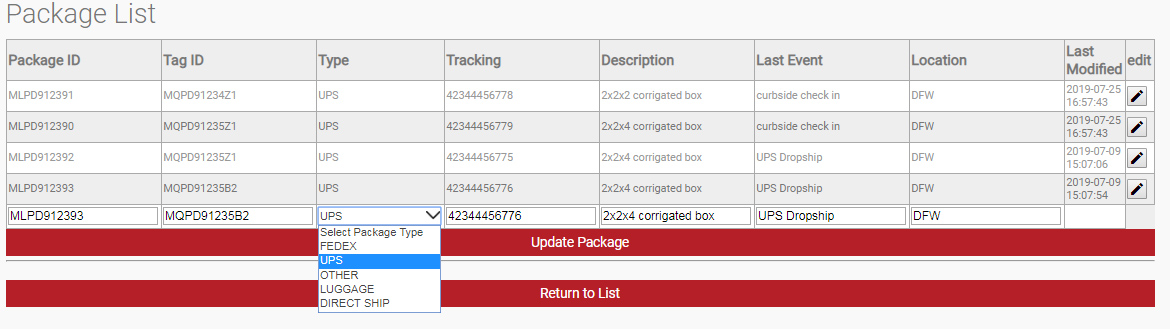 Package List
Package ID Tag ID Type Tracking Description Last Event Location Last Modified edit
MLPD912391 MQPD91234Z1 UPS 42344456778 2x2x2 corrigated box curbside check in DFW 2019-07-25 16:57:43
MLPD912390 MQPD91235Z1 UPS 42344456779 2x2x4 corrigated box curbside check in DFW 2019-07-25 16:57:43
MLPD912392 MQPD91235Z1 UPS 42344456775 2x2x4 corrigated box UPS Dropship DFW 2019-07-09 15:07:06
MLPD912393 MQPD91235B2 UPS 42344456776 2x2x4 corrigated box UPS Dropship DFW 2019-07-09 15:07:54
MLPD912393 MQPD91235B2 UPS 42344456776 2x2x4 corrigated box UPS Dropship DFW
Select Package Type
FEDEX
UPS
OTHER
LUGGAGE
DIRECT SHIP
Update Package
Return to List